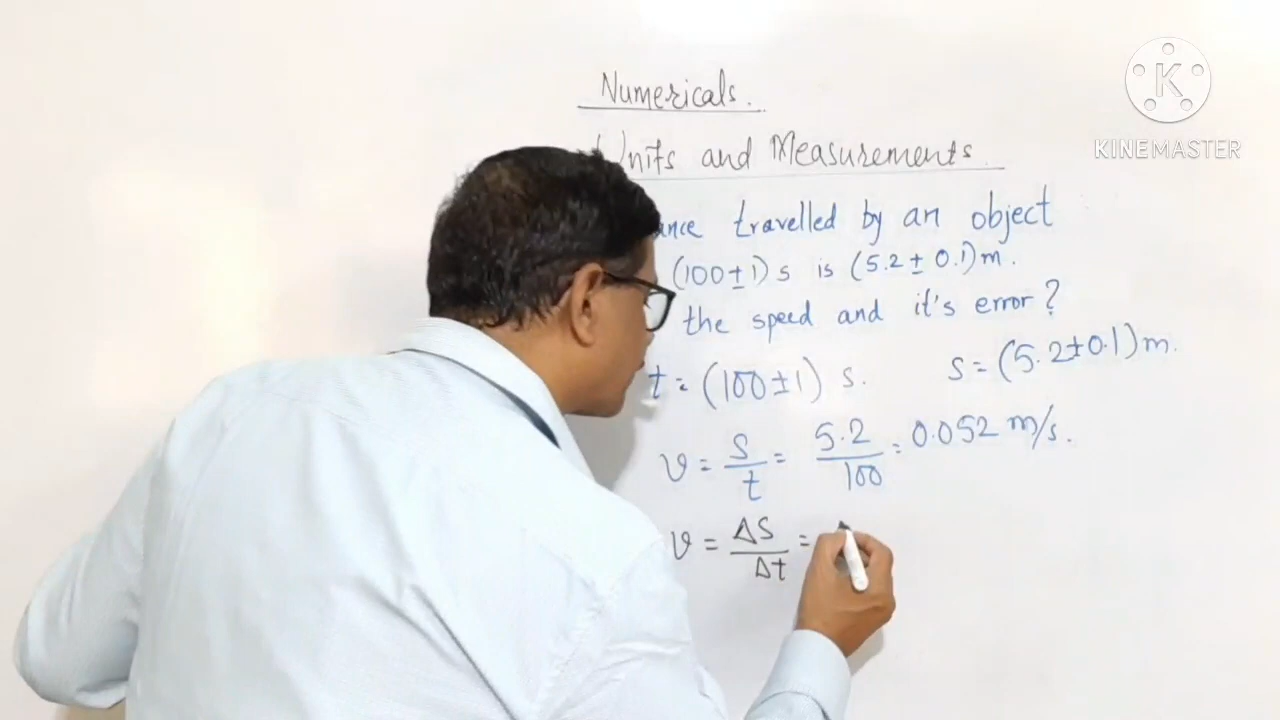 Numericals.
KINEMASTER
Units and Measurements.
travelled by an object
(100±1) s is (5.2 ± 0.1) m.
the speed and it's error?
t = (100±1) s. s = (5.2±0.1) m.
v = s/t = 5.2/100 = 0.052 m/s.
v = ΔS/Δt =